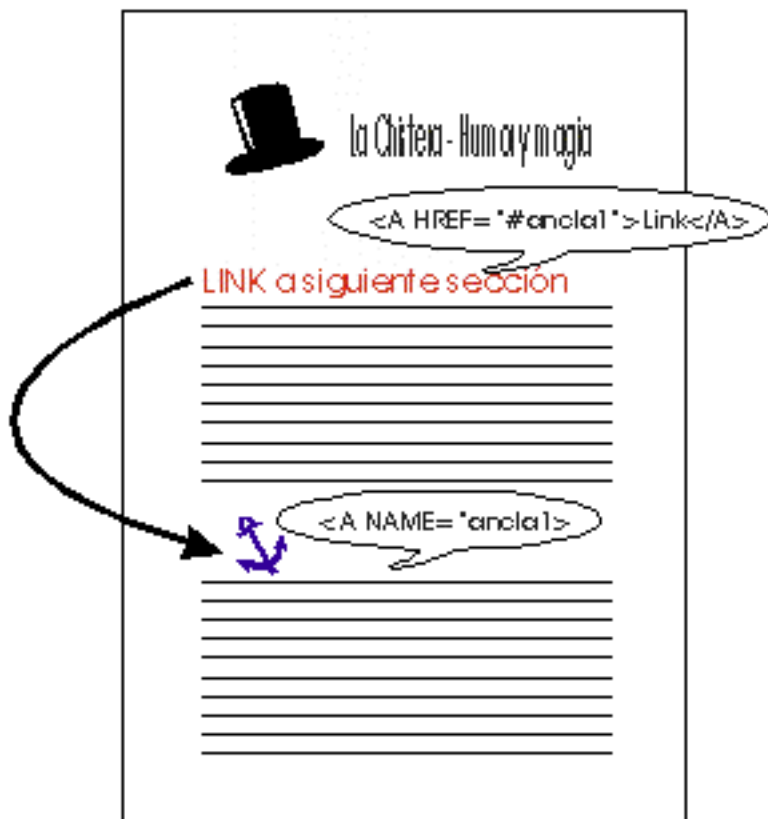 La Chistera - Humor y magia
<A HREF="#ancla1">Link</A>
LINK a siguiente sección
<A NAME="ancla1>